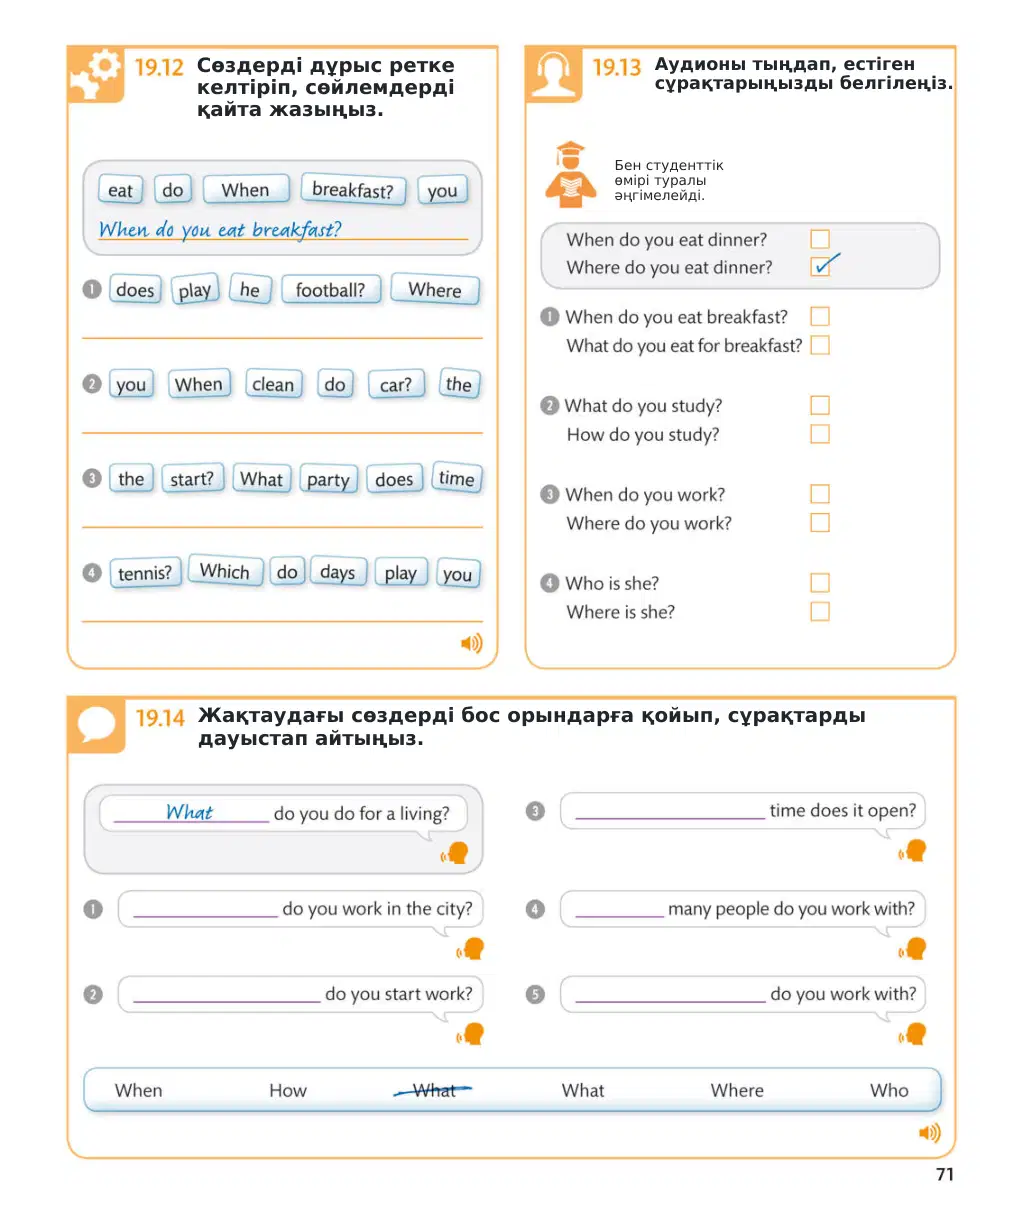 19.12 Сөздерді дұрыс ретке
келтіріп, сөйлемдерді
қайта жазыңыз.
eat do When breakfast? you
When do you eat breakfast?
1 does play he football? Where
2 you When clean do car? the
3 the start? What party does time
4 tennis? Which do days play you
19.13 Аудионы тыңдап, естіген
сұрақтарыңызды белгілеңіз.
Бен студенттік
өмірі туралы
әңгімелейді.
When do you eat dinner?
Where do you eat dinner?
1 When do you eat breakfast?
What do you eat for breakfast?
2 What do you study?
How do you study?
3 When do you work?
Where do you work?
4 Who is she?
Where is she?
19.14 Жақтаудағы сөздерді бос орындарға қойып, сұрақтарды
дауыстап айтыңыз.
What do you do for a living?
1 do you work in the city?
2 do you start work?
3 time does it open?
4 many people do you work with?
5 do you work with?
When How What What Where Who
71